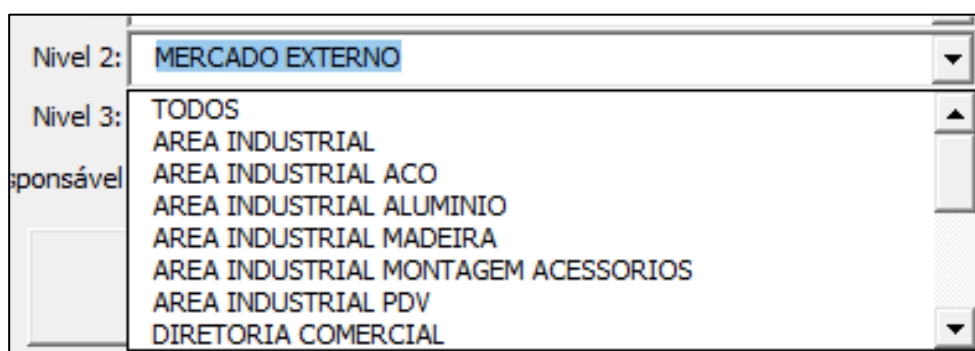 Nivel 2: MERCADO EXTERNO
Nivel 3:
TODOS
AREA INDUSTRIAL
sponsável
AREA INDUSTRIAL ACO
AREA INDUSTRIAL ALUMINIO
AREA INDUSTRIAL MADEIRA
AREA INDUSTRIAL MONTAGEM ACESSORIOS
AREA INDUSTRIAL PDV
DIRETORIA COMERCIAL